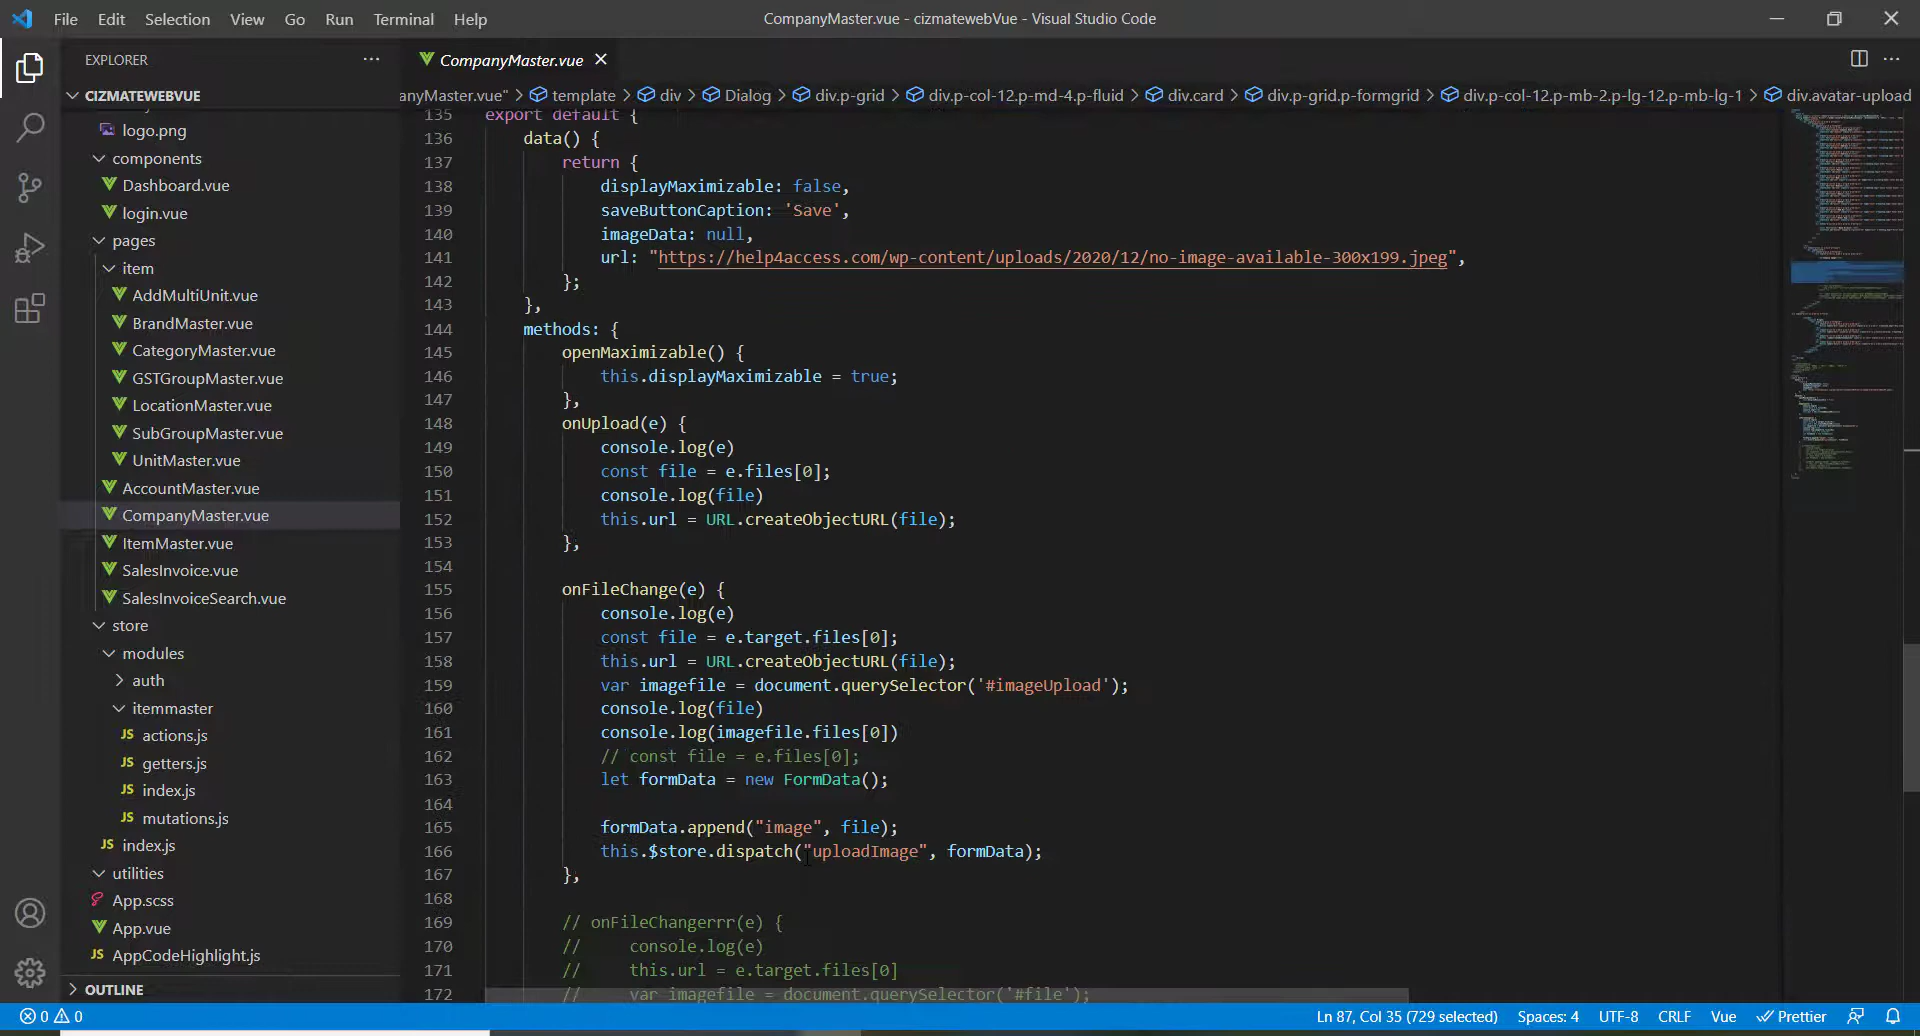 File Edit Selection View Go Run Terminal Help
CompanyMaster.vue - cizmatewebVue - Visual Studio Code
EXPLORER ···
CompanyMaster.vue
CIZMATEWEBVUE
anyMaster.vue" > template > div > Dialog > div.p-grid > div.p-col-12.p-md-4.p-fluid > div.card > div.p-grid.p-formgrid > div.p-col-12.p-mb-2.p-lg-12.p-mb-lg-1 > div.avatar-upload
logo.png
components
Dashboard.vue
login.vue
pages
item
AddMultiUnit.vue
BrandMaster.vue
CategoryMaster.vue
GSTGroupMaster.vue
LocationMaster.vue
SubGroupMaster.vue
UnitMaster.vue
AccountMaster.vue
CompanyMaster.vue
ItemMaster.vue
SalesInvoice.vue
SalesInvoiceSearch.vue
store
modules
auth
itemmaster
JS actions.js
JS getters.js
JS index.js
JS mutations.js
JS index.js
utilities
App.scss
App.vue
JS AppCodeHighlight.js
OUTLINE
135 export default {
136 data() {
137 return {
138 displayMaximizable: false,
139 saveButtonCaption: 'Save',
140 imageData: null,
141 url: "https://help4access.com/wp-content/uploads/2020/12/no-image-available-300x199.jpeg",
142 };
143 },
144 methods: {
145 openMaximizable() {
146 this.displayMaximizable = true;
147 },
148 onUpload(e) {
149 console.log(e)
150 const file = e.files[0];
151 console.log(file)
152 this.url = URL.createObjectURL(file);
153 },
154
155 onFileChange(e) {
156 console.log(e)
157 const file = e.target.files[0];
158 this.url = URL.createObjectURL(file);
159 var imagefile = document.querySelector('#imageUpload');
160 console.log(file)
161 console.log(imagefile.files[0])
162 // const file = e.files[0];
163 let formData = new FormData();
164
165 formData.append("image", file);
166 this.$store.dispatch("uploadImage", formData);
167 },
168
169 // onFileChangerrr(e) {
170 // console.log(e)
171 // this.url = e.target.files[0]
172 // var imagefile = document.querySelector('#file');
0 0
Ln 87, Col 35 (729 selected) Spaces: 4 UTF-8 CRLF Vue Prettier